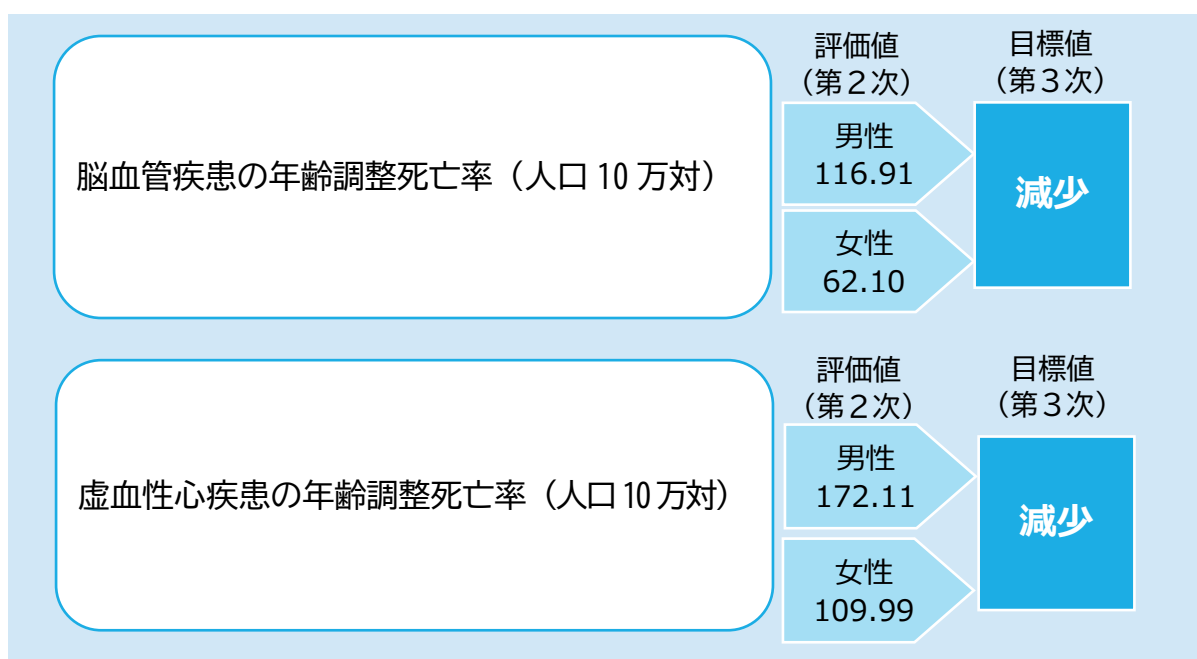 評価値
(第２次)
目標値
(第３次)
脳血管疾患の年齢調整死亡率（人口 10 万対）
男性
116.91
女性
62.10
減少
評価値
(第２次)
目標値
(第３次)
虚血性心疾患の年齢調整死亡率（人口 10 万対）
男性
172.11
女性
109.99
減少